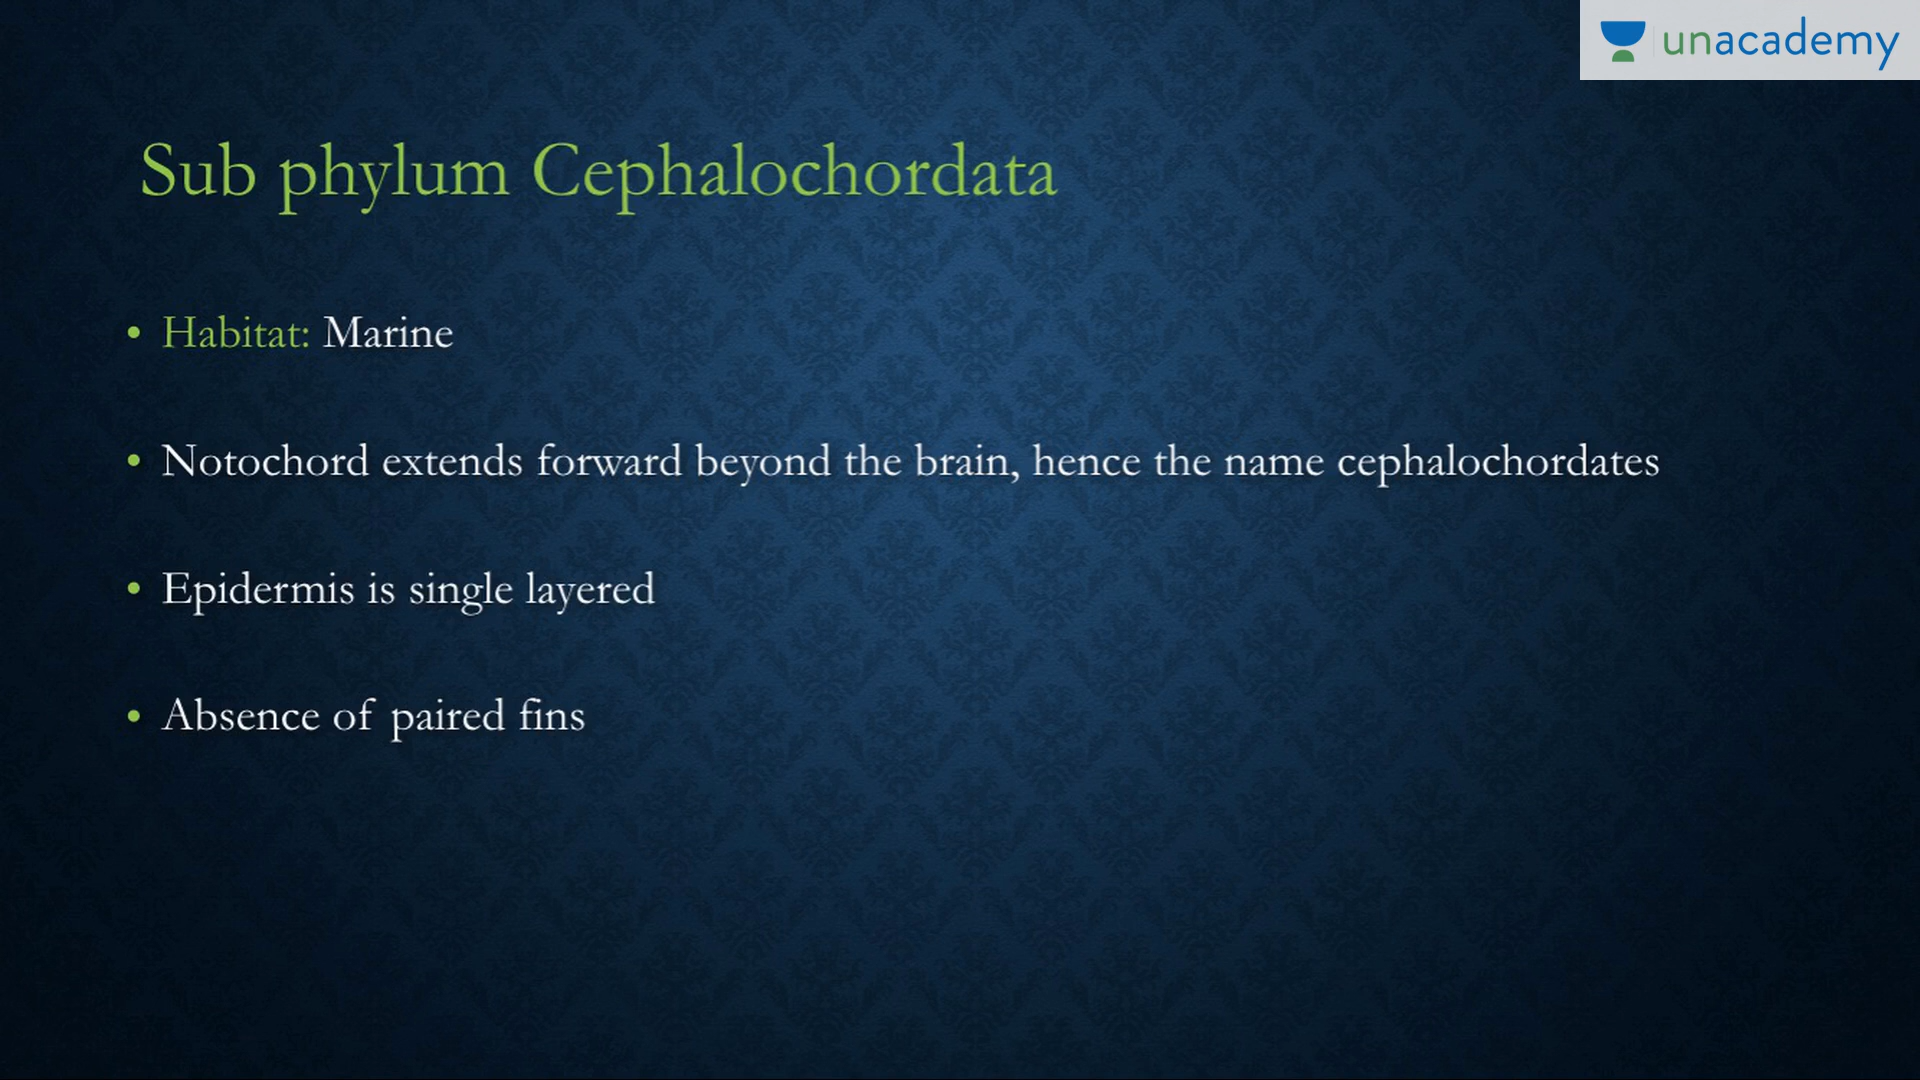 unacademy
Sub phylum Cephalochordata
• Habitat: Marine
• Notochord extends forward beyond the brain, hence the name cephalochordates
• Epidermis is single layered
• Absence of paired fins